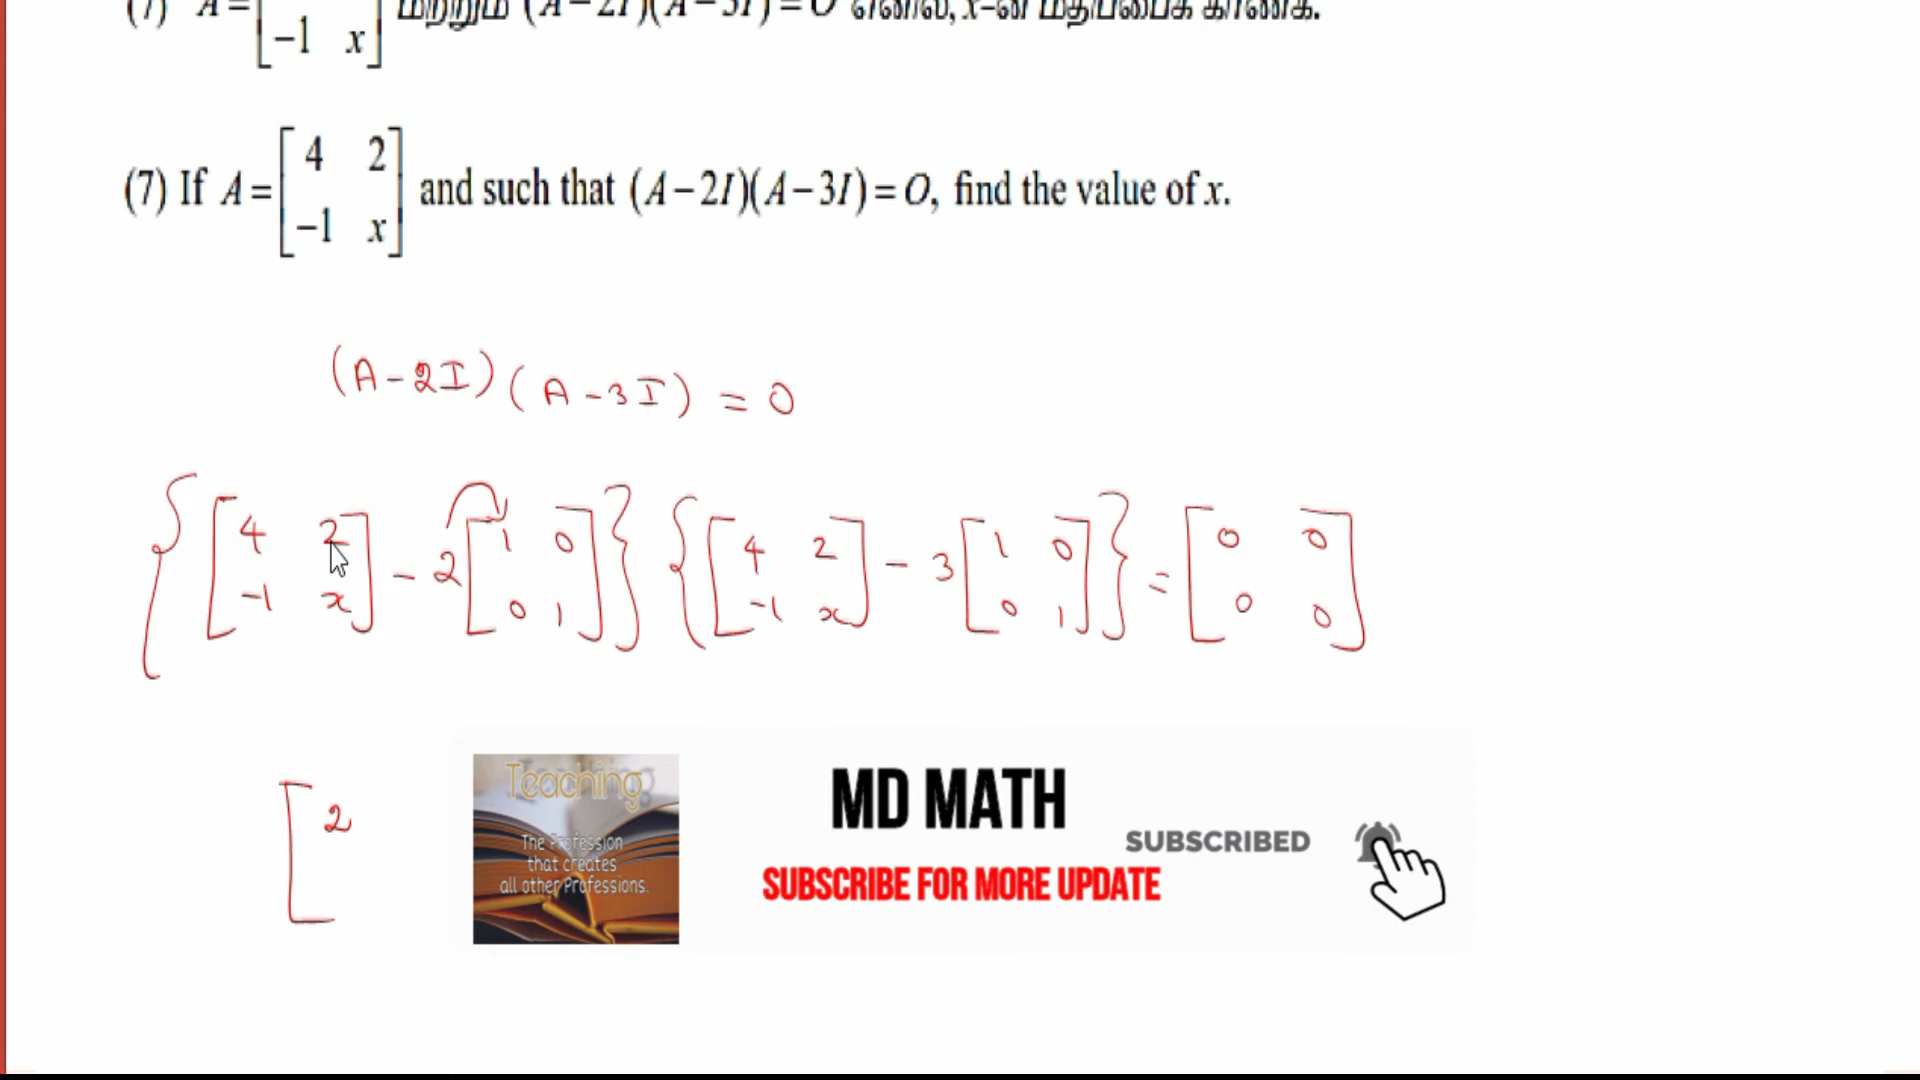 (7) A = [ -1 x ] மற்றும் (A−2I)(A−3I)=O எனில், x-ன் மதிப்பைக் காண்க.
(7) If A = [ 4 2 -1 x ] and such that (A−2I)(A−3I)=O, find the value of x.
(A-2I)(A-3I) = 0
{ [ 4 2 -1 x ] - 2 [ 1 0 0 1 ] } { [ 4 2 -1 x ] - 3 [ 1 0 0 1 ] } = [ 0 0 0 0 ]
[ 2
Teaching
The Profession
that creates
all other Professions.
MD MATH
SUBSCRIBED
SUBSCRIBE FOR MORE UPDATE